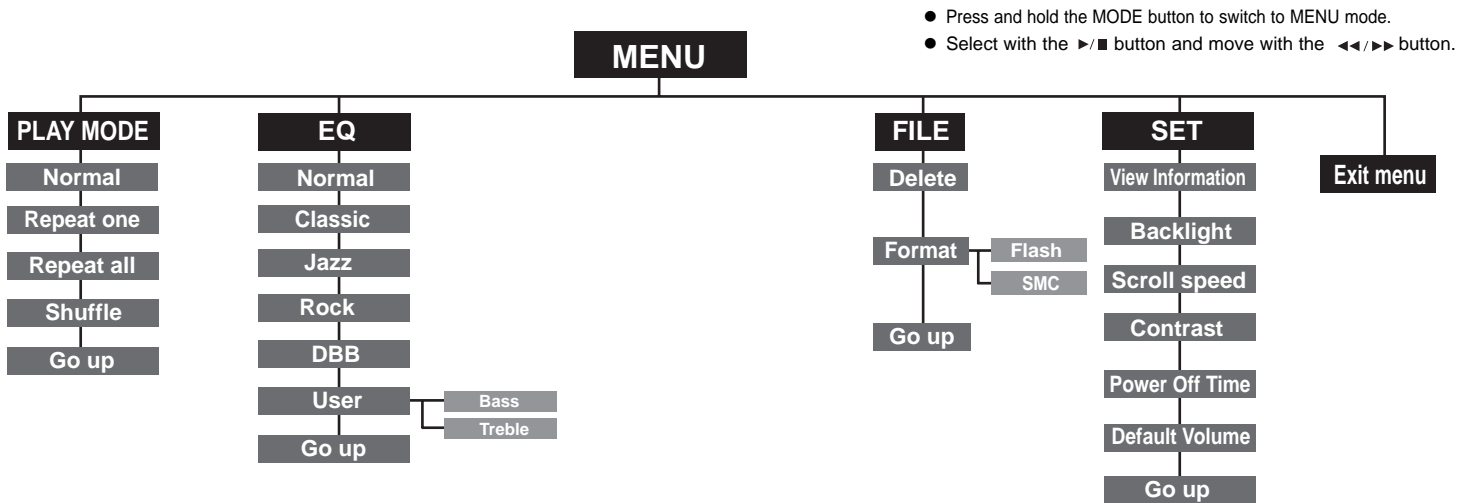 ● Press and hold the MODE button to switch to MENU mode.
● Select with the ►/■ button and move with the ◄◄/►► button.
MENU
PLAY MODE
Normal
Repeat one
Repeat all
Shuffle
Go up
EQ
Normal
Classic
Jazz
Rock
DBB
User
Bass
Treble
Go up
FILE
Delete
Format
Flash
SMC
Go up
SET
View Information
Backlight
Scroll speed
Contrast
Power Off Time
Default Volume
Go up
Exit menu